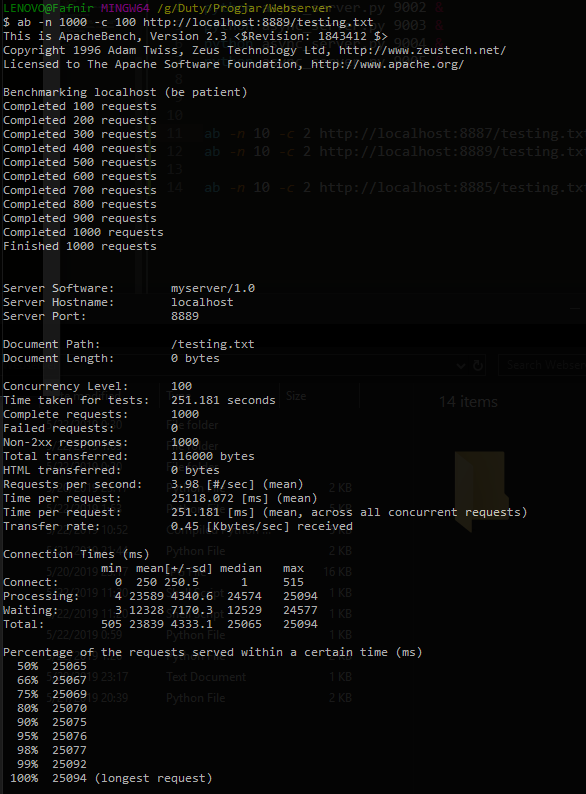 LENOVO@Fafnir MINGW64 /g/Duty/Progjar/Webserver
$ ab -n 1000 -c 100 http://localhost:8889/testing.txt
This is ApacheBench, Version 2.3 <$Revision: 1843412 $>
Copyright 1996 Adam Twiss, Zeus Technology Ltd, http://www.zeustech.net/
Licensed to The Apache Software Foundation, http://www.apache.org/

Benchmarking localhost (be patient)
Completed 100 requests
Completed 200 requests
Completed 300 requests
Completed 400 requests
Completed 500 requests
Completed 600 requests
Completed 700 requests
Completed 800 requests
Completed 900 requests
Completed 1000 requests
Finished 1000 requests
11 ab -n 10 -c 2 http://localhost:8887/testing.tx
12 ab -n 10 -c 2 http://localhost:8889/testing.tx
13
14 ab -n 10 -c 2 http://localhost:8885/testing.tx

Server Software:        myserver/1.0
Server Hostname:        localhost
Server Port:            8889

Document Path:          /testing.txt
Document Length:        0 bytes

Concurrency Level:      100
Time taken for tests:   251.181 seconds
Complete requests:      1000
Failed requests:        0
Non-2xx responses:      1000
Total transferred:      116000 bytes
HTML transferred:       0 bytes
Requests per second:    3.98 [#/sec] (mean)
Time per request:       25118.072 [ms] (mean)
Time per request:       251.181 [ms] (mean, across all concurrent requests)
Transfer rate:          0.45 [Kbytes/sec] received
Search Webser
Size
14 items

Connection Times (ms)
              min  mean[+/-sd] median   max
Connect:        0  250 250.5      1     515
Processing:     4 23589 4340.6  24574   25094
Waiting:        3 12328 7170.3  12529   24577
Total:        505 23839 4333.1  25065   25094

Percentage of the requests served within a certain time (ms)
  50%  25065
  66%  25067
  75%  25069
  80%  25070
  90%  25075
  95%  25076
  98%  25077
  99%  25092
 100%  25094 (longest request)